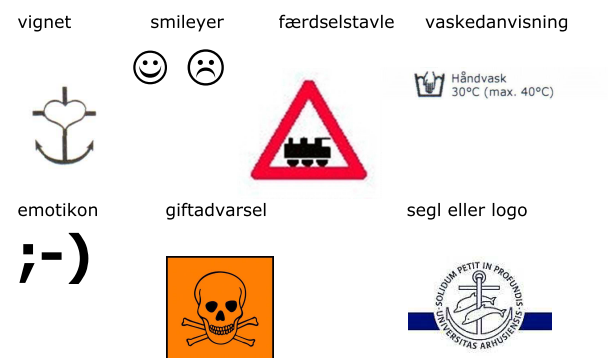 vignet smileyer færdselstavle vaskedanvisning
Håndvask
30°C (max. 40°C)
emotikon giftadvarsel segl eller logo
;-)
SOLIDUM PETIT IN PROFUNDIS
UNIVERSITAS ARHUSIENSIS